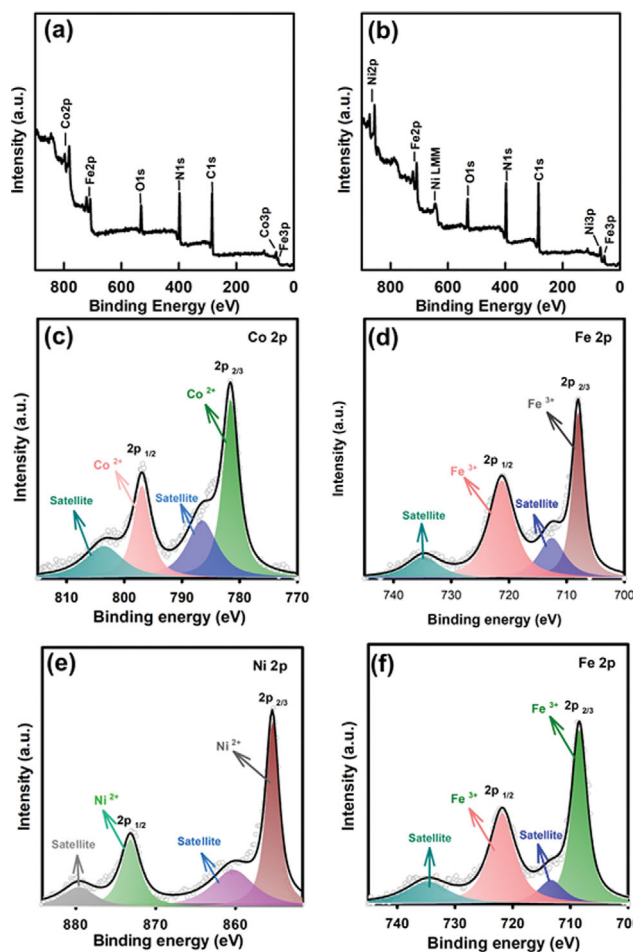 (a)
Intensity (a.u.)
Co2p
Fe2p
O1s
N1s
C1s
Co3p
Fe3p
800 600 400 200 0
Binding Energy (eV)
(b)
Intensity (a.u.)
Ni2p
Fe2p
Ni LMM
O1s
N1s
C1s
Ni3p
Fe3p
800 600 400 200 0
Binding Energy (eV)
(c)
Co 2p
Intensity (a.u.)
2p 2/3
Co 2+
2p 1/2
Co 2+
Satellite
Satellite
810 800 790 780 770
Binding energy (eV)
(d)
Fe 2p
Intensity (a.u.)
2p 2/3
Fe 3+
2p 1/2
Fe 3+
Satellite
Satellite
740 720 710 700
Binding energy (eV)
(e)
Ni 2p
Intensity (a.u.)
2p 2/3
Ni 2+
Ni 2+
2p 1/2
Satellite
Satellite
880 870 860
Binding energy (eV)
(f)
Fe 2p
Intensity (a.u.)
2p 2/3
Fe 3+
2p 1/2
Fe 3+
Satellite
Satellite
740 730 720 710 70
Binding energy (eV)